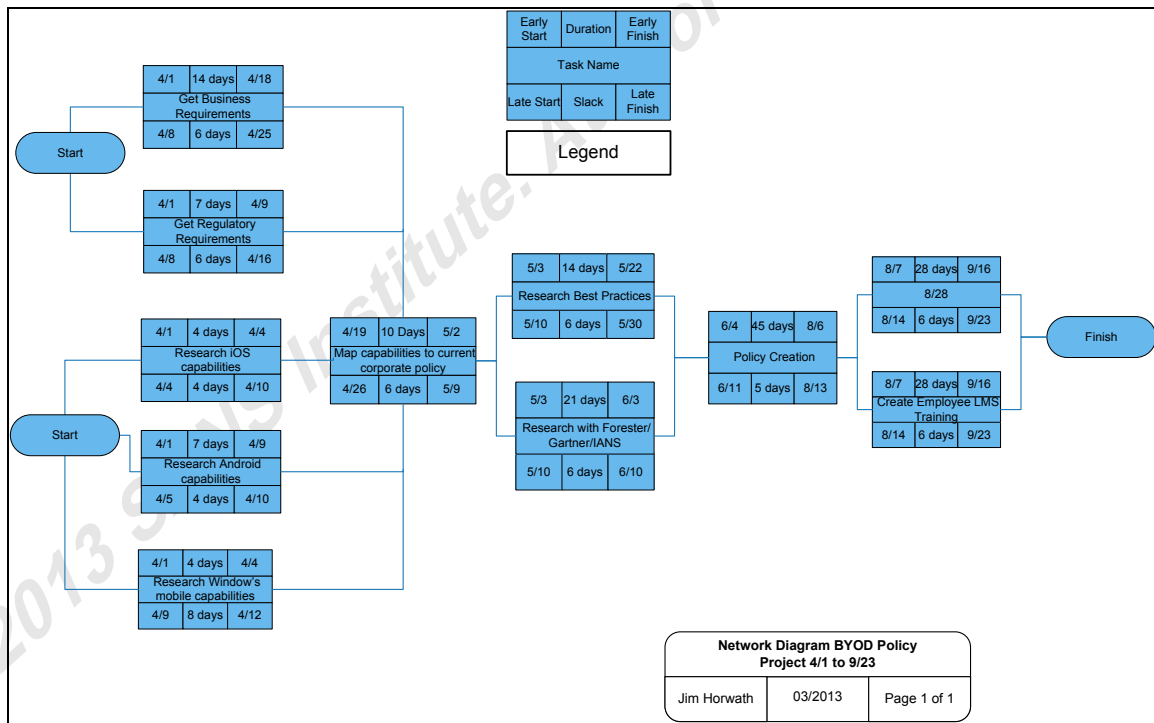 Early Start
Duration
Early Finish
Task Name
Late Start
Slack
Late Finish
Legend
Start
4/1 14 days 4/18
Get Business
Requirements
4/8 6 days 4/25
4/1 7 days 4/9
Get Regulatory
Requirements
4/8 6 days 4/16
Start
4/1 4 days 4/4
Research iOS
capabilities
4/4 4 days 4/10
4/1 7 days 4/9
Research Android
capabilities
4/5 4 days 4/10
4/1 4 days 4/4
Research Window's
mobile capabilities
4/9 8 days 4/12
4/19 10 Days 5/2
Map capabilities to current
corporate policy
4/26 6 days 5/9
5/3 14 days 5/22
Research Best Practices
5/10 6 days 5/30
5/3 21 days 6/3
Research with Forester/
Gartner/IANS
5/10 6 days 6/10
6/4 45 days 8/6
Policy Creation
6/11 5 days 8/13
8/7 28 days 9/16
8/28
8/14 6 days 9/23
8/7 28 days 9/16
Create Employee LMS
Training
8/14 6 days 9/23
Finish
Network Diagram BYOD Policy
Project 4/1 to 9/23
Jim Horwath 03/2013 Page 1 of 1
2013 Institute.